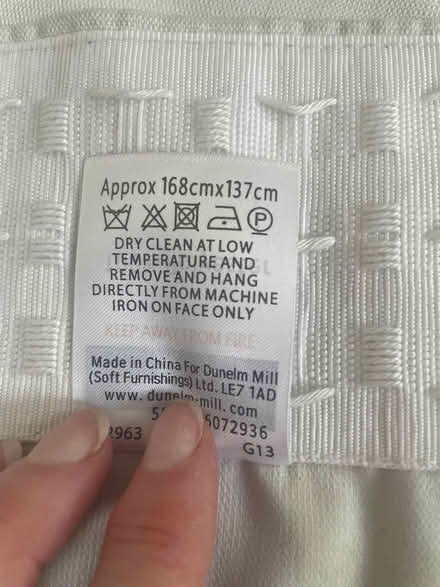 Approx 168cmx137cm
P
DRY CLEAN AT LOW
TEMPERATURE AND
REMOVE AND HANG
DIRECTLY FROM MACHINE
IRON ON FACE ONLY
KEEP AWAY FROM FIRE
Made in China For Dunelm Mill
(Soft Furnishings) Ltd. LE7 1AD
www.dunelm-mill.com
6072936
2963
G13